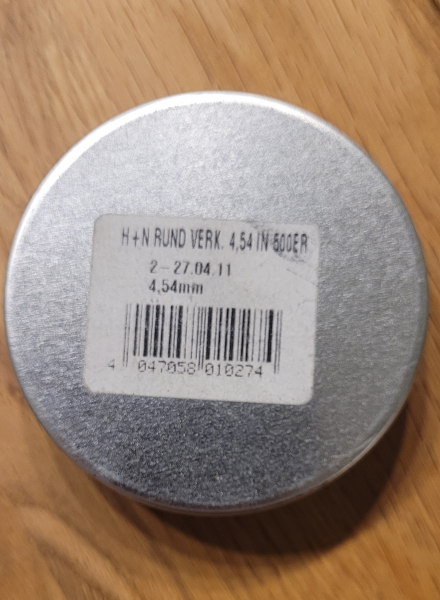 H+N RUND VERK. 4,54 IN 500ER
2-27.04.11
4,54mm
4 047058 010274